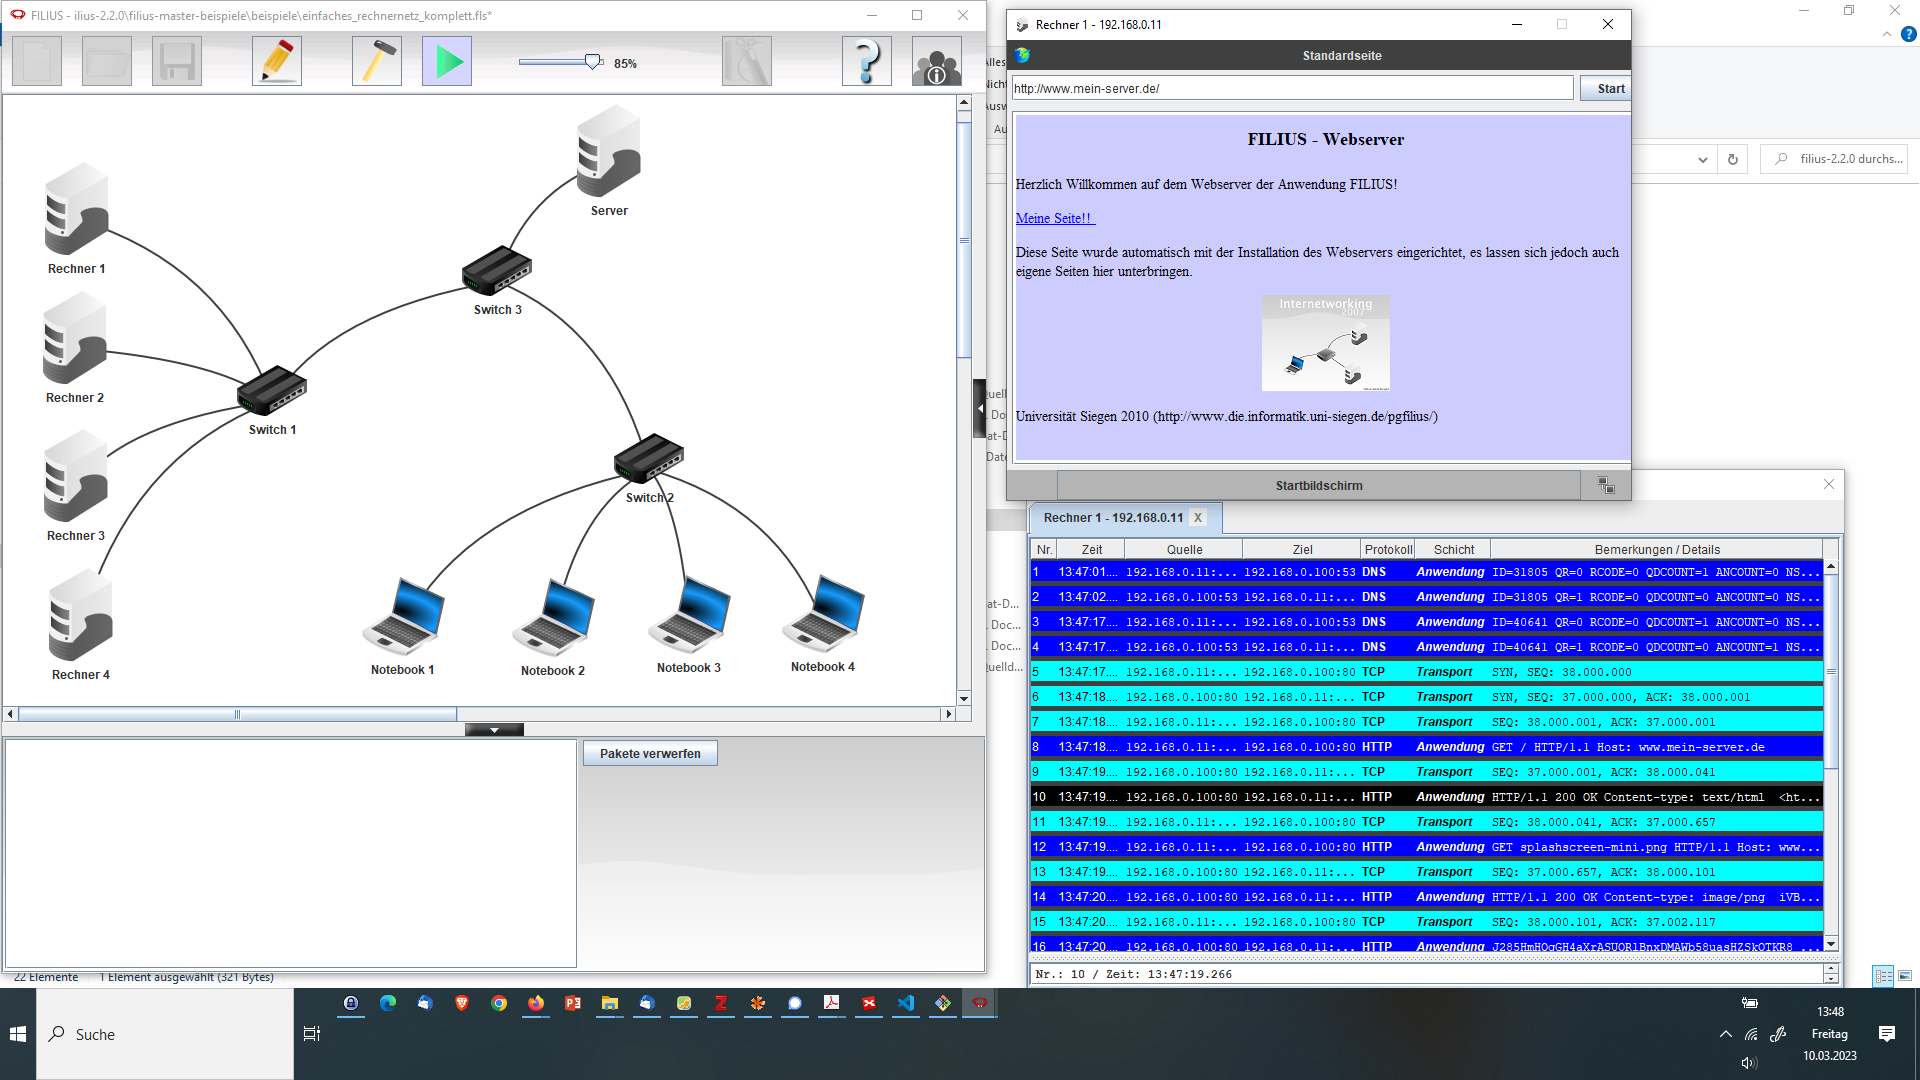 FILIUS - ilius-2.2.0\filius-master-beispiele\beispiele\einfaches_rechnernetz_komplett.fls*
85%
Server
Rechner 1
Switch 3
Rechner 2
Switch 1
Switch 2
Rechner 3
Rechner 4
Notebook 1
Notebook 2
Notebook 3
Notebook 4
Pakete verwerfen
22 Elemente 1 Element ausgewählt (321 Bytes)
Rechner 1 - 192.168.0.11
Standardseite
http://www.mein-server.de/
Start
FILIUS - Webserver
Herzlich Willkommen auf dem Webserver der Anwendung FILIUS!
Meine Seite!!
Diese Seite wurde automatisch mit der Installation des Webservers eingerichtet, es lassen sich jedoch auch
eigene Seiten hier unterbringen.
Internetworking
2007
Universität Siegen 2010 (http://www.die.informatik.uni-siegen.de/pgfilius/)
Startbildschirm
filius-2.2.0 durchs...
Rechner 1 - 192.168.0.11 X
Nr. Zeit Quelle Ziel Protokoll Schicht Bemerkungen / Details
1 13:47:01.... 192.168.0.11:... 192.168.0.100:53 DNS Anwendung ID=31805 QR=0 RCODE=0 QDCOUNT=1 ANCOUNT=0 NS...
2 13:47:02.... 192.168.0.100:53 192.168.0.11:... DNS Anwendung ID=31805 QR=1 RCODE=0 QDCOUNT=0 ANCOUNT=0 NS...
3 13:47:17.... 192.168.0.11:... 192.168.0.100:53 DNS Anwendung ID=40641 QR=0 RCODE=0 QDCOUNT=1 ANCOUNT=0 NS...
4 13:47:17.... 192.168.0.100:53 192.168.0.11:... DNS Anwendung ID=40641 QR=1 RCODE=0 QDCOUNT=0 ANCOUNT=1 NS...
5 13:47:17.... 192.168.0.11:... 192.168.0.100:80 TCP Transport SYN, SEQ: 38.000.000
6 13:47:18.... 192.168.0.100:80 192.168.0.11:... TCP Transport SYN, SEQ: 37.000.000, ACK: 38.000.001
7 13:47:18.... 192.168.0.11:... 192.168.0.100:80 TCP Transport SEQ: 38.000.001, ACK: 37.000.001
8 13:47:18.... 192.168.0.11:... 192.168.0.100:80 HTTP Anwendung GET / HTTP/1.1 Host: www.mein-server.de
9 13:47:19.... 192.168.0.100:80 192.168.0.11:... TCP Transport SEQ: 37.000.001, ACK: 38.000.041
10 13:47:19.... 192.168.0.100:80 192.168.0.11:... HTTP Anwendung HTTP/1.1 200 OK Content-type: text/html <ht...
11 13:47:19.... 192.168.0.11:... 192.168.0.100:80 TCP Transport SEQ: 38.000.041, ACK: 37.000.657
12 13:47:19.... 192.168.0.11:... 192.168.0.100:80 HTTP Anwendung GET splashscreen-mini.png HTTP/1.1 Host: www...
13 13:47:19.... 192.168.0.100:80 192.168.0.11:... TCP Transport SEQ: 37.000.657, ACK: 38.000.101
14 13:47:20.... 192.168.0.100:80 192.168.0.11:... HTTP Anwendung HTTP/1.1 200 OK Content-type: image/png iVB...
15 13:47:20.... 192.168.0.11:... 192.168.0.100:80 TCP Transport SEQ: 38.000.101, ACK: 37.002.117
16 13:47:20.... 192.168.0.100:80 192.168.0.11:... HTTP Anwendung
Nr.: 10 / Zeit: 13:47:19.266
Suche
13:48
Freitag
10.03.2023